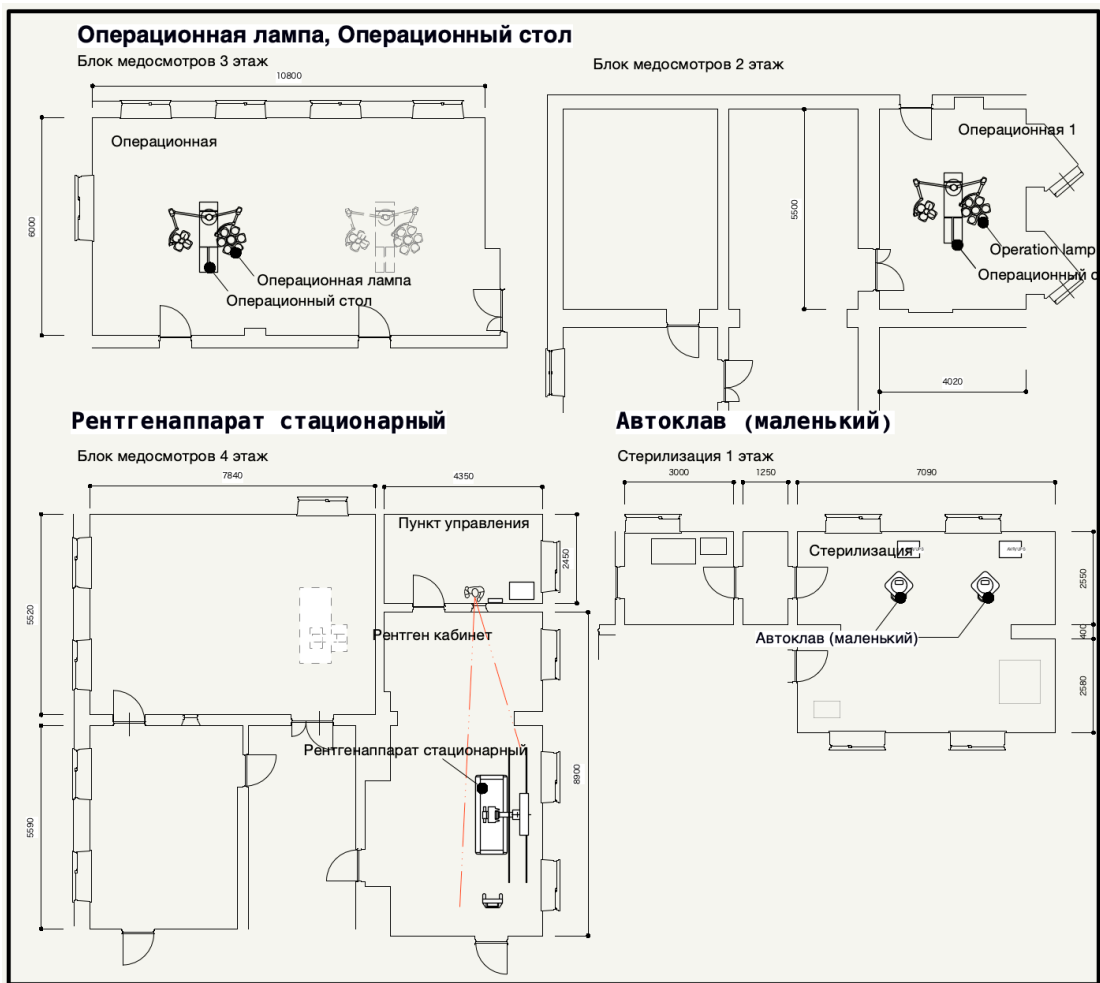 Операционная лампа, Операционный стол
Блок медосмотров 3 этаж
10800
Операционная
6000
Операционная лампа
Операционный стол
Блок медосмотров 2 этаж
Операционная 1
5500
Operation lamp
Операционный с
4020
Рентгенаппарат стационарный
Блок медосмотров 4 этаж
7840
4350
Пункт управления
2450
5520
Рентген кабинет
Рентгенаппарат стационарный
8900
5590
Автоклав (маленький)
Стерилизация 1 этаж
3000
1250
7090
Стерилизация
2550
400
Автоклав (маленький)
2580